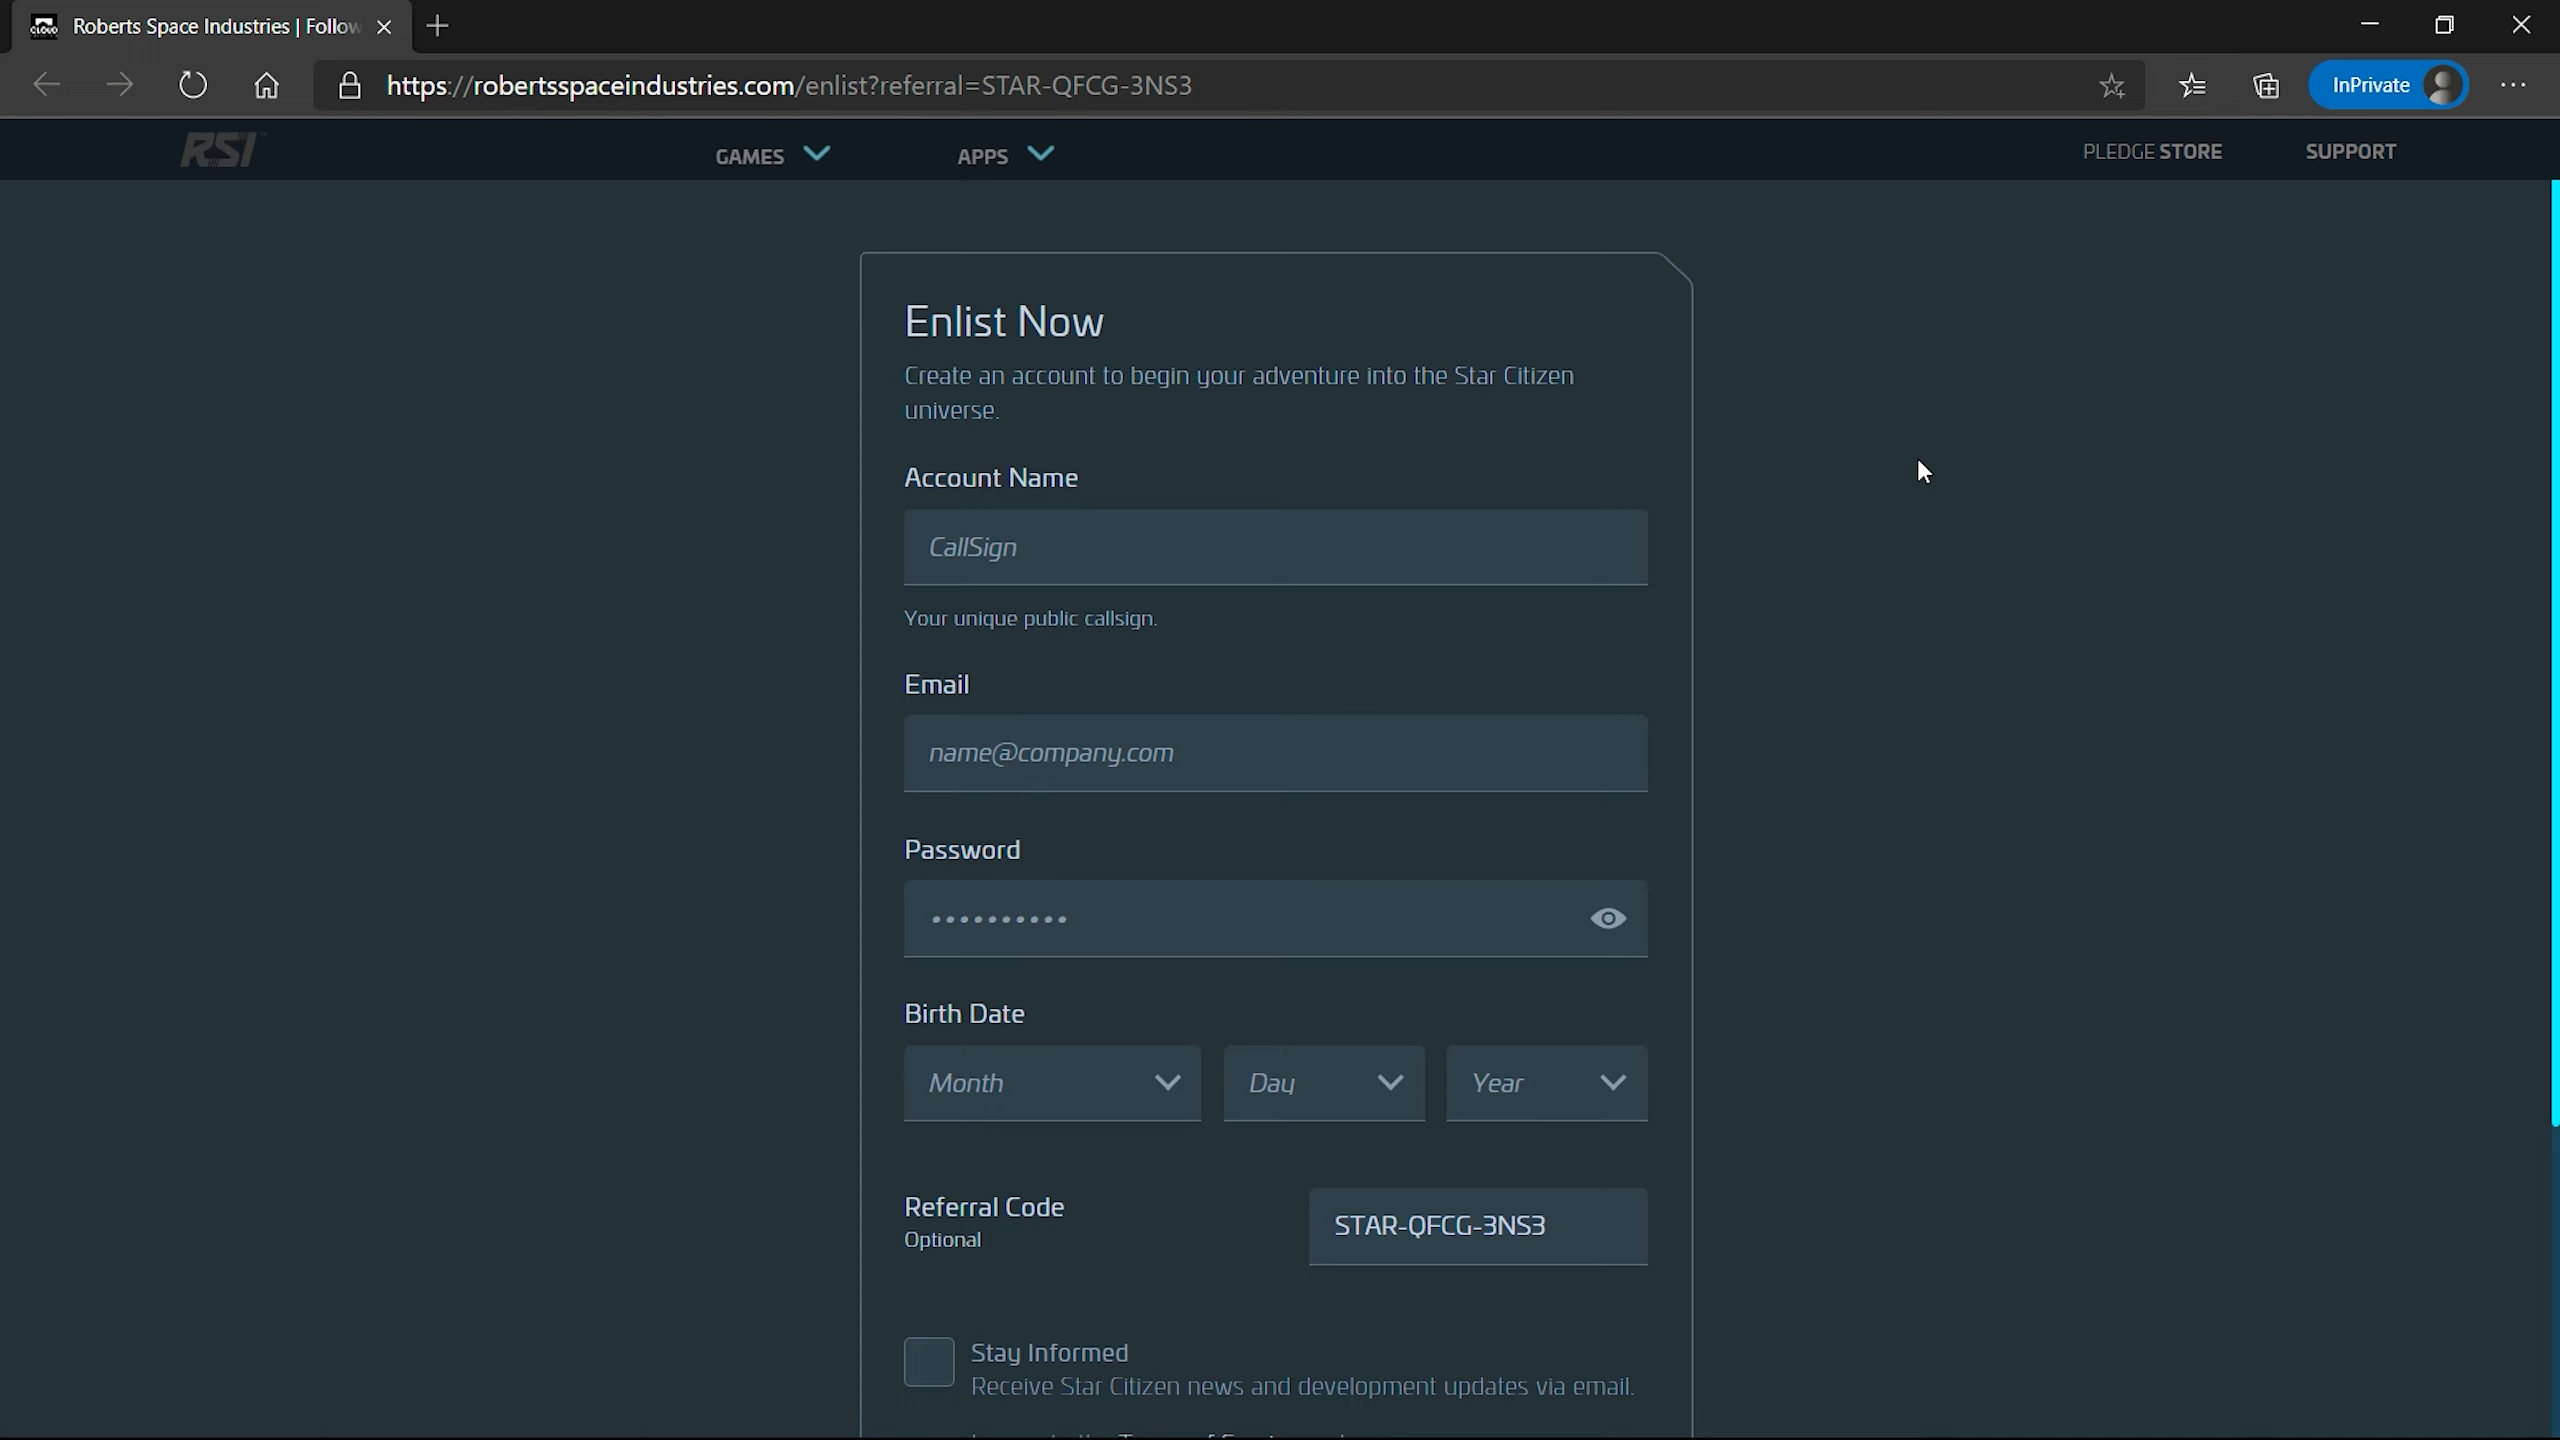 Roberts Space Industries | Follow
https://robertsspaceindustries.com/enlist?referral=STAR-QFCG-3NS3
InPrivate
RSI
GAMES
APPS
PLEDGE STORE
SUPPORT
Enlist Now
Create an account to begin your adventure into the Star Citizen
universe.
Account Name
CallSign
Your unique public callsign.
Email
name@company.com
Password
Birth Date
Month
Day
Year
Referral Code
Optional
STAR-QFCG-3NS3
Stay Informed
Receive Star Citizen news and development updates via email.